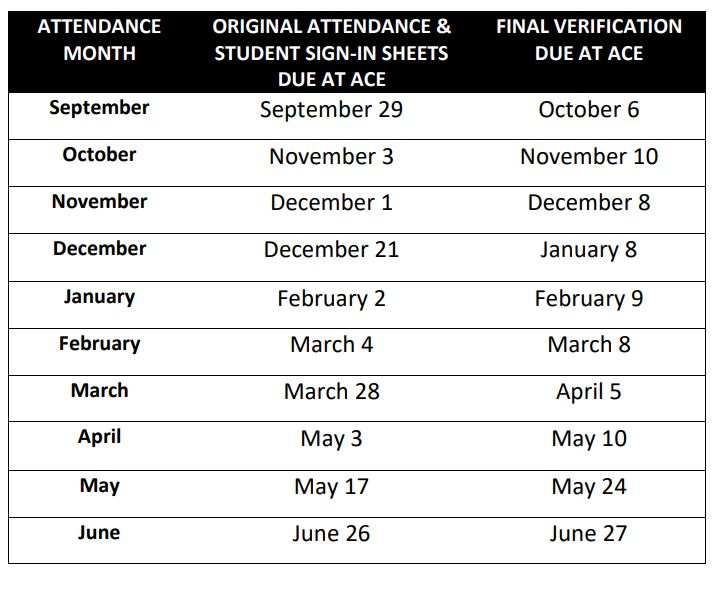 ATTENDANCE MONTH ORIGINAL ATTENDANCE & STUDENT SIGN-IN SHEETS DUE AT ACE FINAL VERIFICATION DUE AT ACE
September September 29 October 6
October November 3 November 10
November December 1 December 8
December December 21 January 8
January February 2 February 9
February March 4 March 8
March March 28 April 5
April May 3 May 10
May May 17 May 24
June June 26 June 27